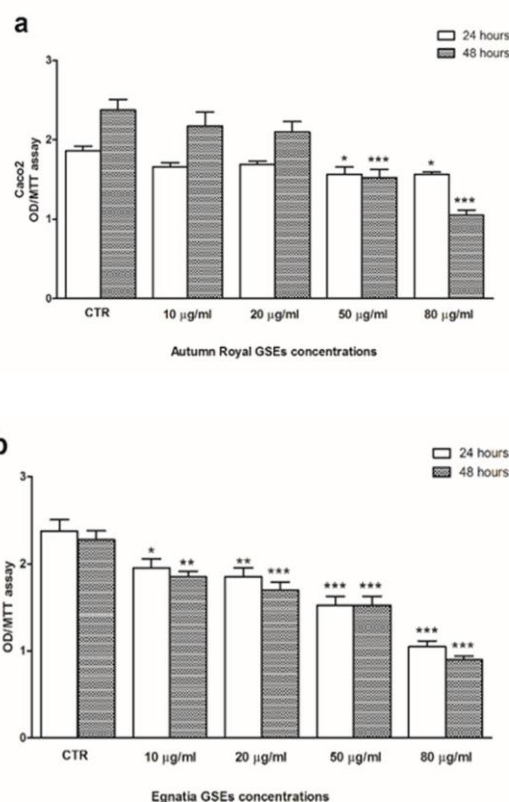 a
24 hours
48 hours
3
2
1
0
Caco2
OD/MTT assay
* *** * ***
CTR 10 μg/ml 20 μg/ml 50 μg/ml 80 μg/ml
Autumn Royal GSEs concentrations
b
24 hours
48 hours
3
2
1
0
OD/MTT assay
* ** ** *** *** *** *** ***
CTR 10 μg/ml 20 μg/ml 50 μg/ml 80 μg/ml
Egnatia GSEs concentrations